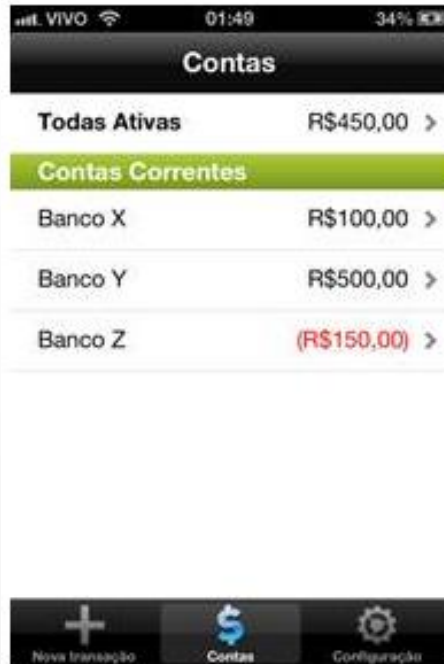 VIVO 01:49 34%
Contas
Todas Ativas R$450,00
Contas Correntes
Banco X R$100,00
Banco Y R$500,00
Banco Z (R$150,00)
Nova transação Contas Configuração